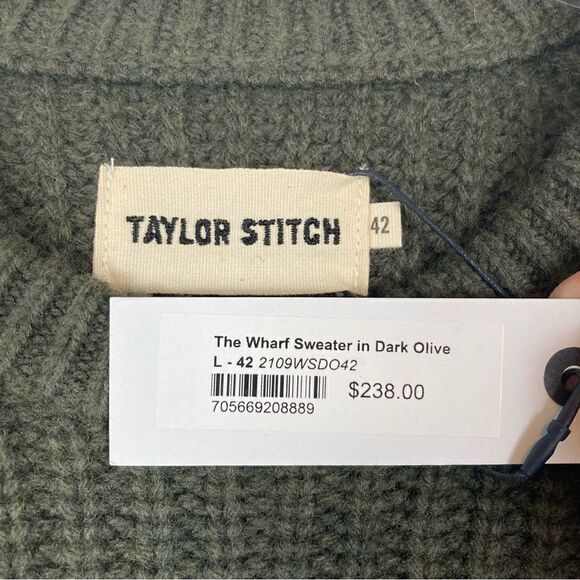 TAYLOR STITCH
42
The Wharf Sweater in Dark Olive
L - 42 2109WSDO42
$238.00
705669208889